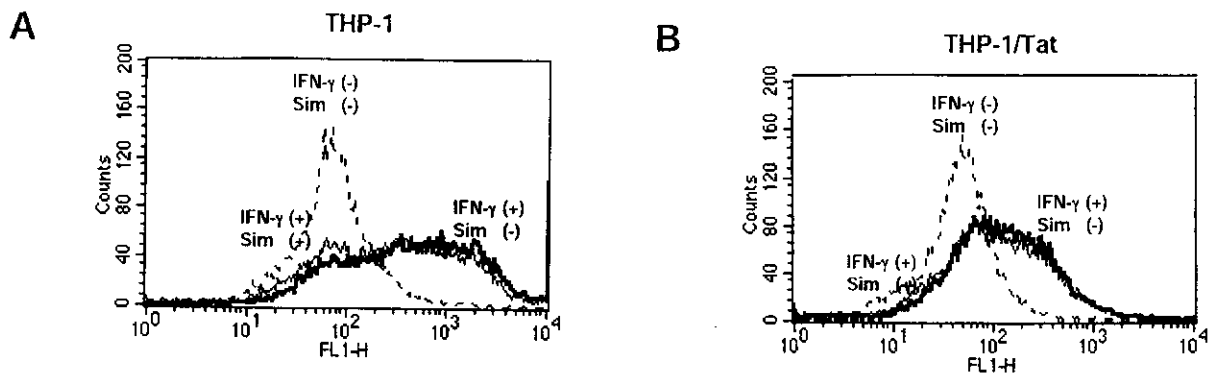 A
THP-1
200
160
120
80
40
0
Counts
IFN-γ (-)
Sim (-)
IFN-γ (+)
Sim (+)
IFN-γ (+)
Sim (-)
10^0 10^1 10^2 10^3 10^4
FL1-H
B
THP-1/Tat
200
160
120
80
40
0
Counts
IFN-γ (-)
Sim (-)
IFN-γ (+)
Sim (-)
IFN-γ (+)
Sim (+)
10^0 10^1 10^2 10^3 10^4
FL1-H